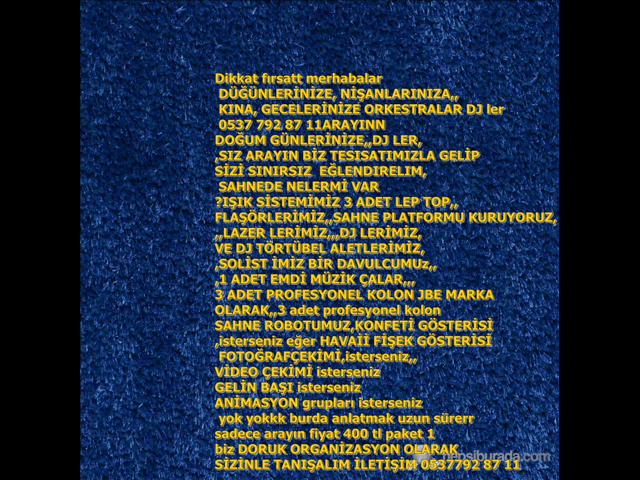 Dikkat fırsatt merhabalar
DÜĞÜNLERİNİZE, NİŞANLARINIZA,,
KINA, GECELERİNİZE ORKESTRALAR DJ ler
0537 792 87 11ARAYINN
DOĞUM GÜNLERİNİZE,,DJ LER,
,SIZ ARAYIN BİZ TESISATIMIZLA GELİP
SİZİ SINIRSIZ EĞLENDIRELIM,
SAHNEDE NELERMİ VAR
?IŞIK SİSTEMİMİZ 3 ADET LEP TOP,,
FLAŞÖRLERİMİZ,,SAHNE PLATFORMU KURUYORUZ,
,,LAZER LERİMİZ,,,DJ LERİMİZ,
VE DJ TÖRTÜBEL ALETLERİMİZ,
,SOLİST İMİZ BİR DAVULCUMUz,,
,1 ADET EMDİ MÜZİK ÇALAR,,,
3 ADET PROFESYONEL KOLON JBE MARKA
OLARAK,,3 adet profesyonel kolon
SAHNE ROBOTUMUZ,KONFETİ GÖSTERİSİ
,isterseniz eğer HAVAİİ FİŞEK GÖSTERİSİ
FOTOĞRAFÇEKİMİ,isterseniz,,
VİDEO ÇEKİMİ isterseniz
GELİN BAŞI isterseniz
ANİMASYON grupları isterseniz
yok yokkk burda anlatmak uzun sürerr
sadece arayın fiyat 400 tl paket 1
biz DORUK ORGANİZASYON OLARAK
hepsiburada.com
SİZİNLE TANIŞALIM İLETİŞİM 0537792 87 11